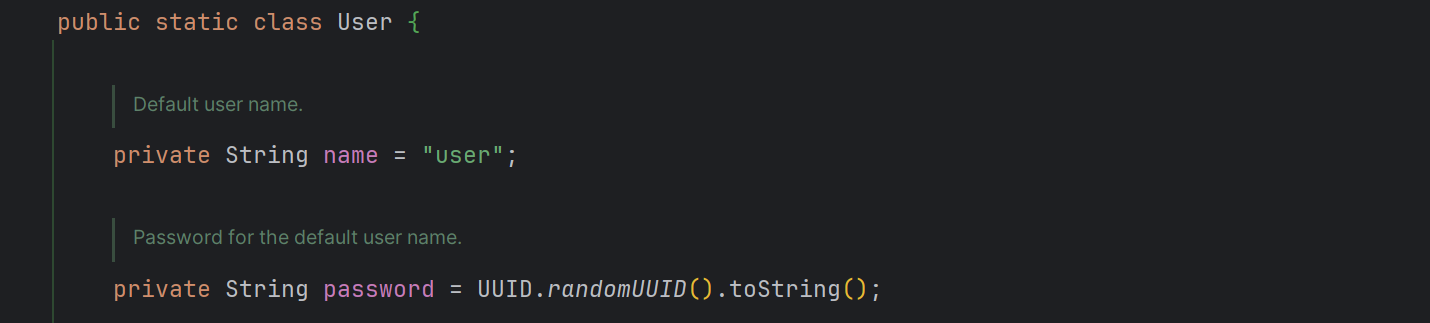 public static class User {
Default user name.
private String name = "user";
Password for the default user name.
private String password = UUID.randomUUID().toString();